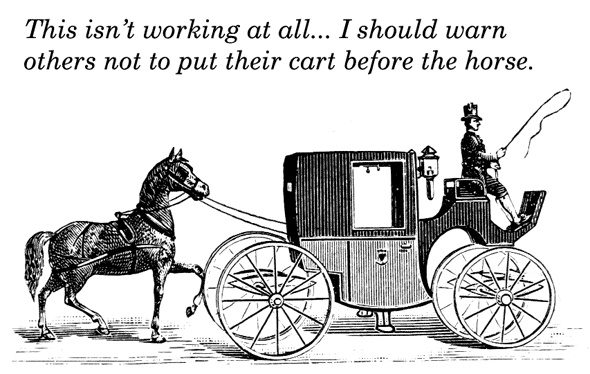 This isn’t working at all... I should warn
others not to put their cart before the horse.